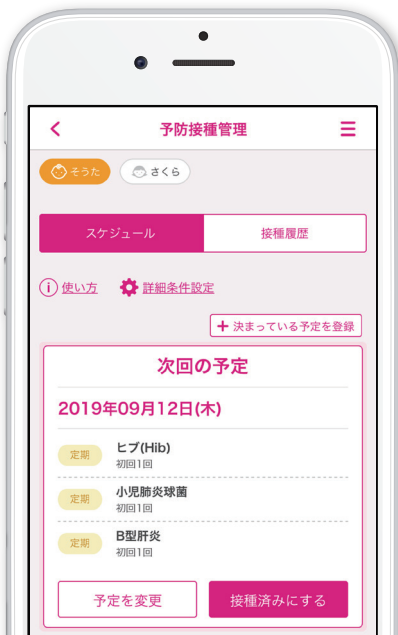 予防接種管理
そうた
さくら
スケジュール
接種履歴
i 使い方
詳細条件設定
+ 決まっている予定を登録
次回の予定
2019年09月12日(木)
定期
ヒブ(Hib)
初回1回
定期
小児肺炎球菌
初回1回
定期
B型肝炎
初回1回
予定を変更
接種済みにする